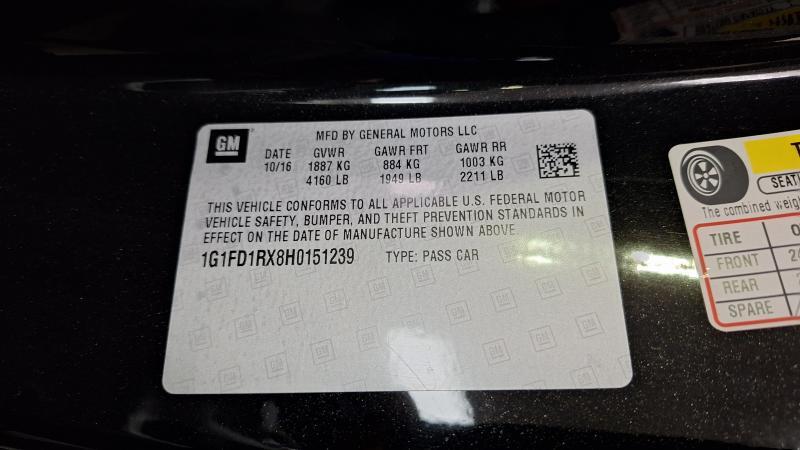 GM
MFD BY GENERAL MOTORS LLC
DATE GVWR GAWR FRT GAWR RR
10/16 1887 KG 884 KG 1003 KG
4160 LB 1949 LB 2211 LB
THIS VEHICLE CONFORMS TO ALL APPLICABLE U.S. FEDERAL MOTOR
VEHICLE SAFETY, BUMPER, AND THEFT PREVENTION STANDARDS IN
EFFECT ON THE DATE OF MANUFACTURE SHOWN ABOVE.
1G1FD1RX8H0151239 TYPE: PASS CAR
The combined
TIRE
FRONT
REAR
SPARE